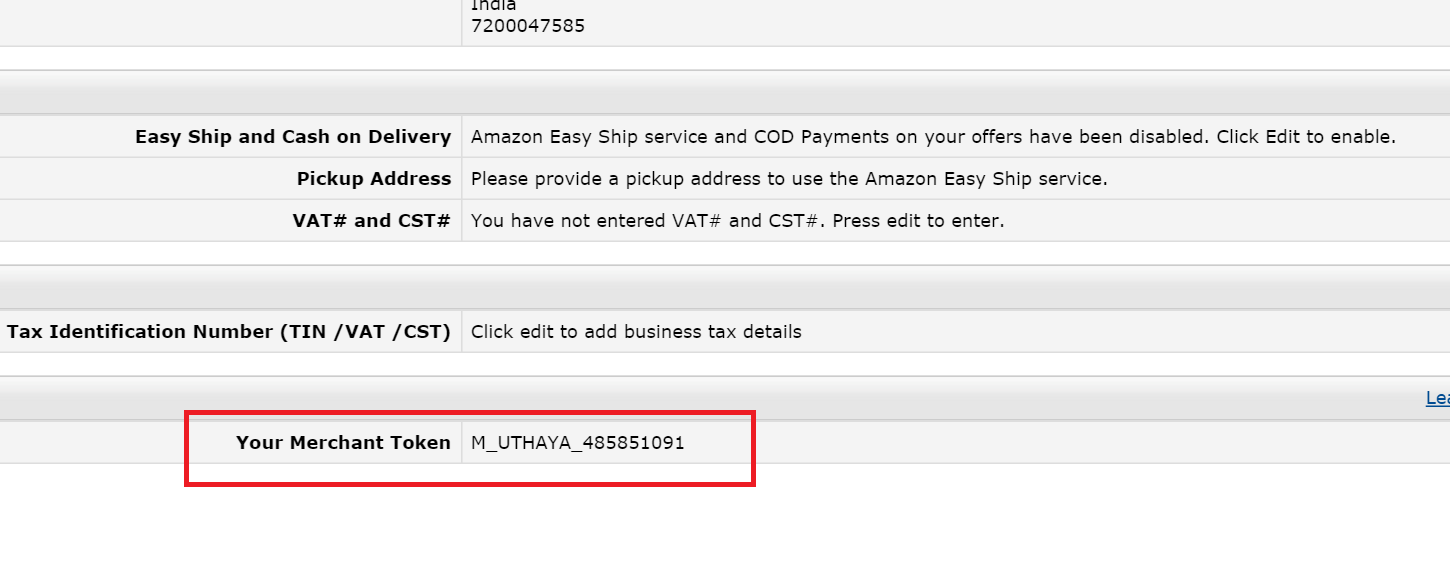 India
7200047585
Easy Ship and Cash on Delivery Amazon Easy Ship service and COD Payments on your offers have been disabled. Click Edit to enable.
Pickup Address Please provide a pickup address to use the Amazon Easy Ship service.
VAT# and CST# You have not entered VAT# and CST#. Press edit to enter.
Tax Identification Number (TIN /VAT /CST) Click edit to add business tax details
Your Merchant Token M_UTHAYA_485851091